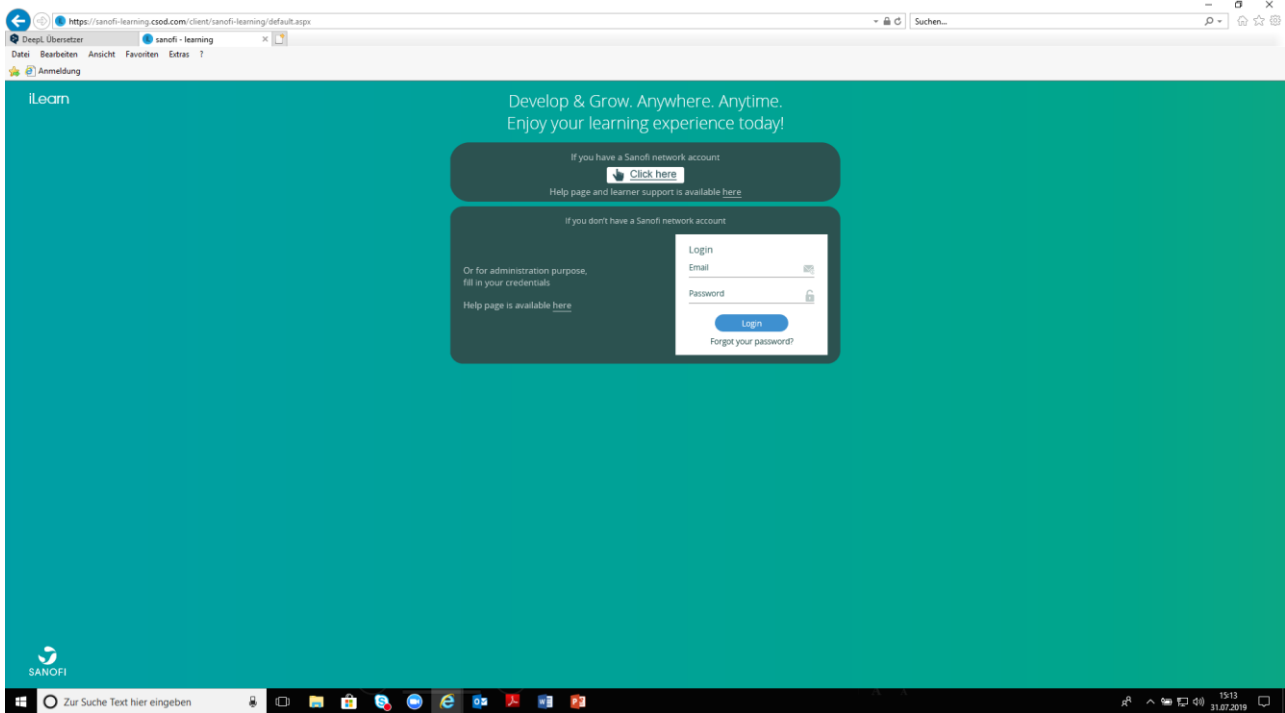 https://sanofi-learning.csod.com/client/sanofi-learning/default.aspx
Suchen...
DeepL Übersetzer
sanofi - learning
Datei Bearbeiten Ansicht Favoriten Extras ?
Anmeldung
iLearn
Develop & Grow. Anywhere. Anytime.
Enjoy your learning experience today!
If you have a Sanofi network account
Click here
Help page and learner support is available here
If you don't have a Sanofi network account
Or for administration purpose,
fill in your credentials
Help page is available here
Login
Email
Password
Login
Forgot your password?
SANOFI
Zur Suche Text hier eingeben
15:13
31.07.2019